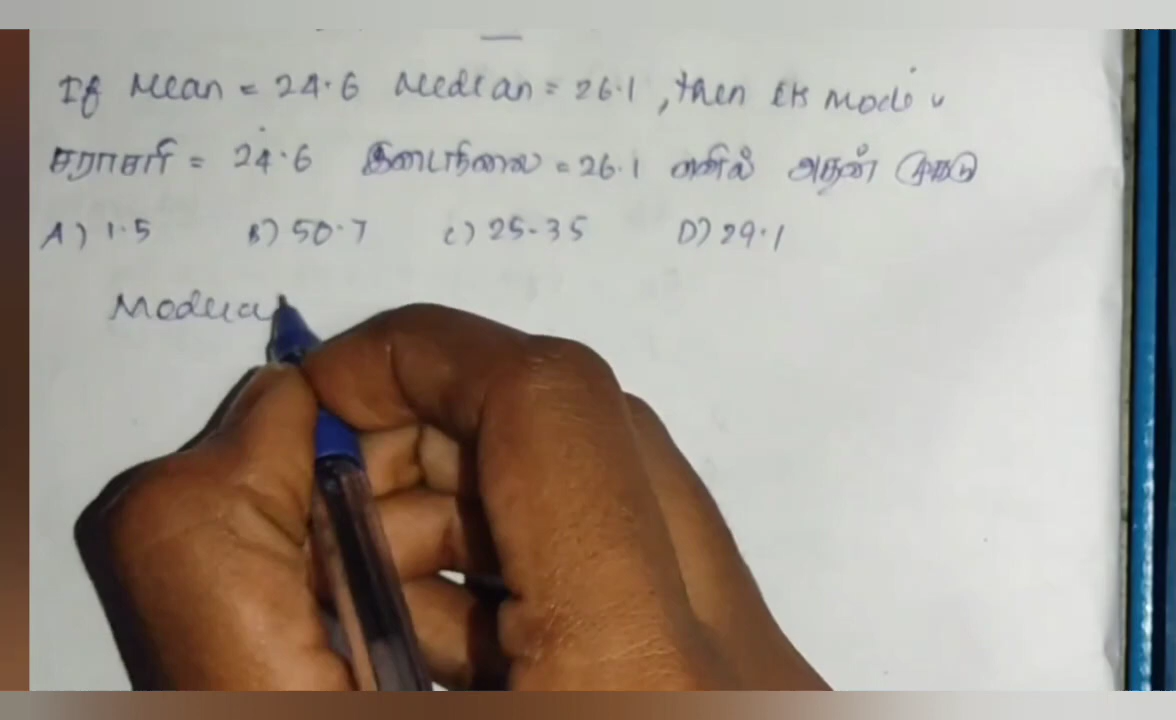 If Mean = 24.6 Median = 26.1, then its Mode is
சராசரி = 24.6 இடைநிலை = 26.1 எனில் அதன் முகடு
A) 1.5 B) 50.7 C) 25.35 D) 29.1